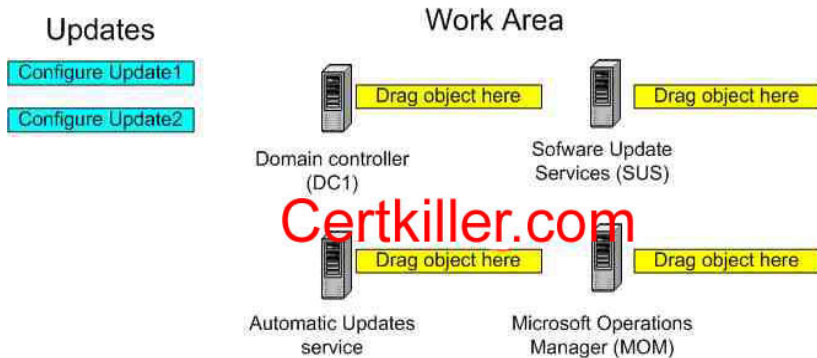 Updates
Work Area
Configure Update1
Configure Update2
Drag object here
Drag object here
Domain controller
(DC1)
Sofware Update
Services (SUS)
Certkiller.com
Drag object here
Drag object here
Automatic Updates
service
Microsoft Operations
Manager (MOM)